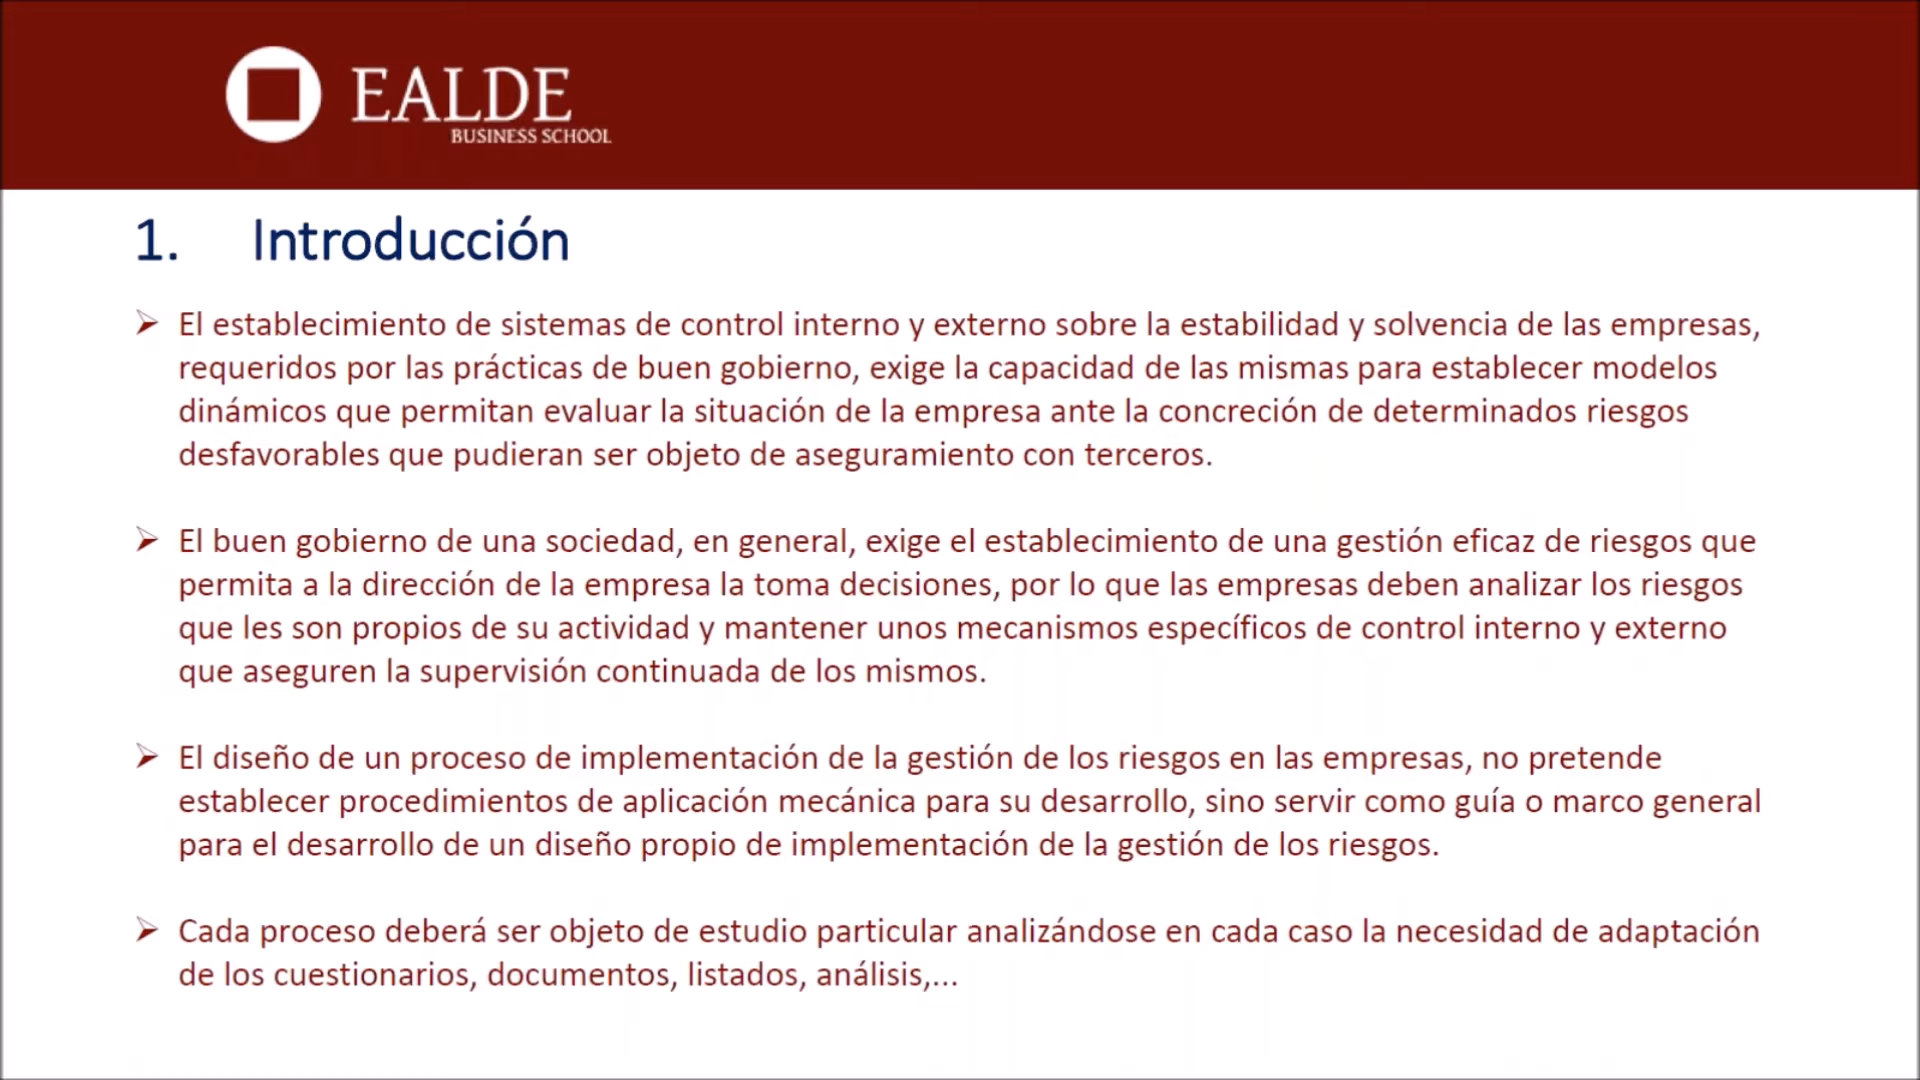 EALDE
BUSINESS SCHOOL
1. Introducción
➢ El establecimiento de sistemas de control interno y externo sobre la estabilidad y solvencia de las empresas,
requeridos por las prácticas de buen gobierno, exige la capacidad de las mismas para establecer modelos
dinámicos que permitan evaluar la situación de la empresa ante la concreción de determinados riesgos
desfavorables que pudieran ser objeto de aseguramiento con terceros.
➢ El buen gobierno de una sociedad, en general, exige el establecimiento de una gestión eficaz de riesgos que
permita a la dirección de la empresa la toma decisiones, por lo que las empresas deben analizar los riesgos
que les son propios de su actividad y mantener unos mecanismos específicos de control interno y externo
que aseguren la supervisión continuada de los mismos.
➢ El diseño de un proceso de implementación de la gestión de los riesgos en las empresas, no pretende
establecer procedimientos de aplicación mecánica para su desarrollo, sino servir como guía o marco general
para el desarrollo de un diseño propio de implementación de la gestión de los riesgos.
➢ Cada proceso deberá ser objeto de estudio particular analizándose en cada caso la necesidad de adaptación
de los cuestionarios, documentos, listados, análisis,...